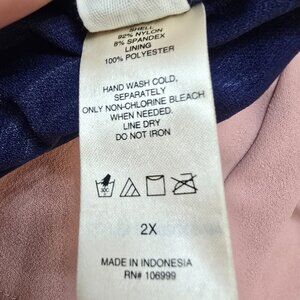 SHELL
92% NYLON
8% SPANDEX
LINING
100% POLYESTER
HAND WASH COLD,
SEPARATELY
ONLY NON-CHLORINE BLEACH
WHEN NEEDED.
LINE DRY
DO NOT IRON
30C
2X
MADE IN INDONESIA
RN# 106999